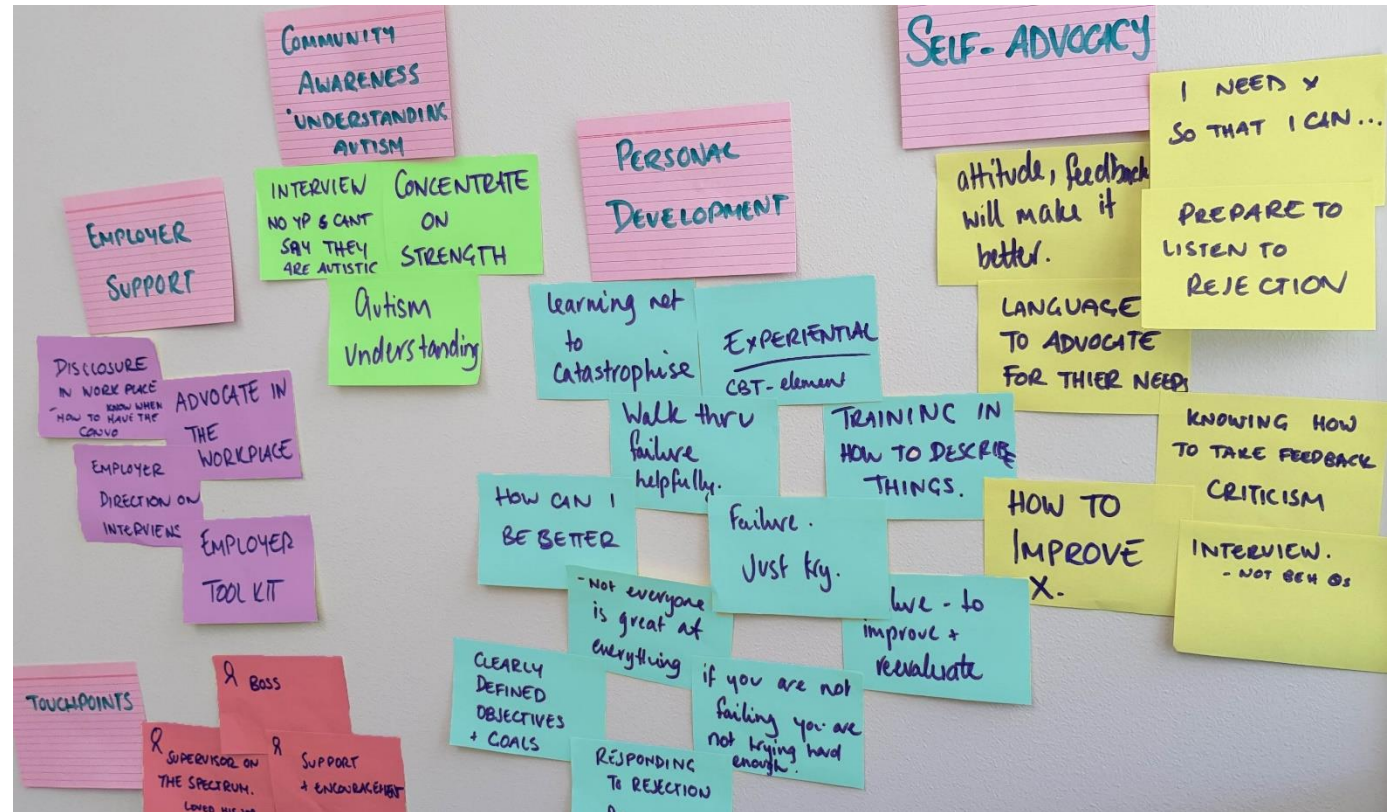 COMMUNITY
AWARENESS
'UNDERSTANDING
AUTISM
INTERVIEW
NO YP & CANT
SAY THEY
ARE AUTISTIC
CONCENTRATE
ON
STRENGTH
Autism
Understanding
EMPLOYER
SUPPORT
DISCLOSURE
IN WORK PLACE
- KNOW WHEN
HOW TO HAVE THE
CONVO
ADVOCATE IN
THE
WORKPLACE
EMPLOYER
DIRECTION ON
INTERVIEWS
EMPLOYER
TOOL KIT
TOUCHPOINTS
BOSS
SUPERVISOR ON
THE SPECTRUM.
LOVED HIS
SUPPORT
+ ENCOURAGEMENT
PERSONAL
DEVELOPMENT
learning not
to
catastrophise
EXPERIENTIAL
CBT-element
Walk thru
failure
helpfully.
TRAINING IN
HOW TO DESCRIBE
THINGS.
HOW CAN I
BE BETTER
Failure.
Just try.
- Not everyone
is great at
everything
- to
improve +
reevaluate
CLEARLY
DEFINED
OBJECTIVES
+ GOALS
if you are not
failing you are
not trying hard
enough.
RESPONDING
TO REJECTION
SELF-ADVOCACY
I NEED X
SO THAT I CAN...
attitude, feedback
will make it
better.
PREPARE TO
LISTEN TO
REJECTION
LANGUAGE
TO ADVOCATE
FOR THIER NEEDS
KNOWING HOW
TO TAKE FEEDBACK
CRITICISM
HOW TO
IMPROVE
X.
INTERVIEW.
- NOT BEH QS